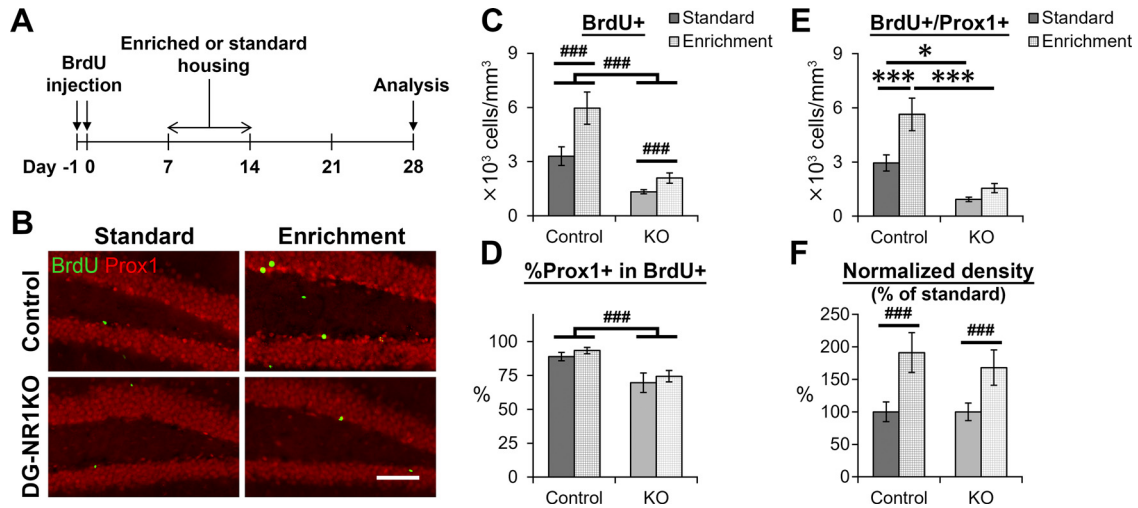 A
Enriched or standard
housing
BrdU
injection
Analysis
Day -1 0 7 14 21 28
B
Standard Enrichment
Control
BrdU Prox1
DG-NR1KO
C
BrdU+
Standard
Enrichment
×10³ cells/mm³
9
6
3
0
###
###
###
Control KO
D
%Prox1+ in BrdU+
%
100
75
50
25
0
###
Control KO
E
BrdU+/Prox1+
Standard
Enrichment
×10³ cells/mm³
9
6
3
0
*
*** ***
Control KO
F
Normalized density
(% of standard)
%
250
200
150
100
50
0
### ###
Control KO